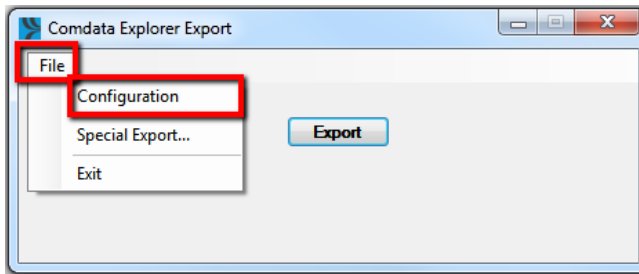 Comdata Explorer Export
File
Configuration
Special Export...
Export
Exit